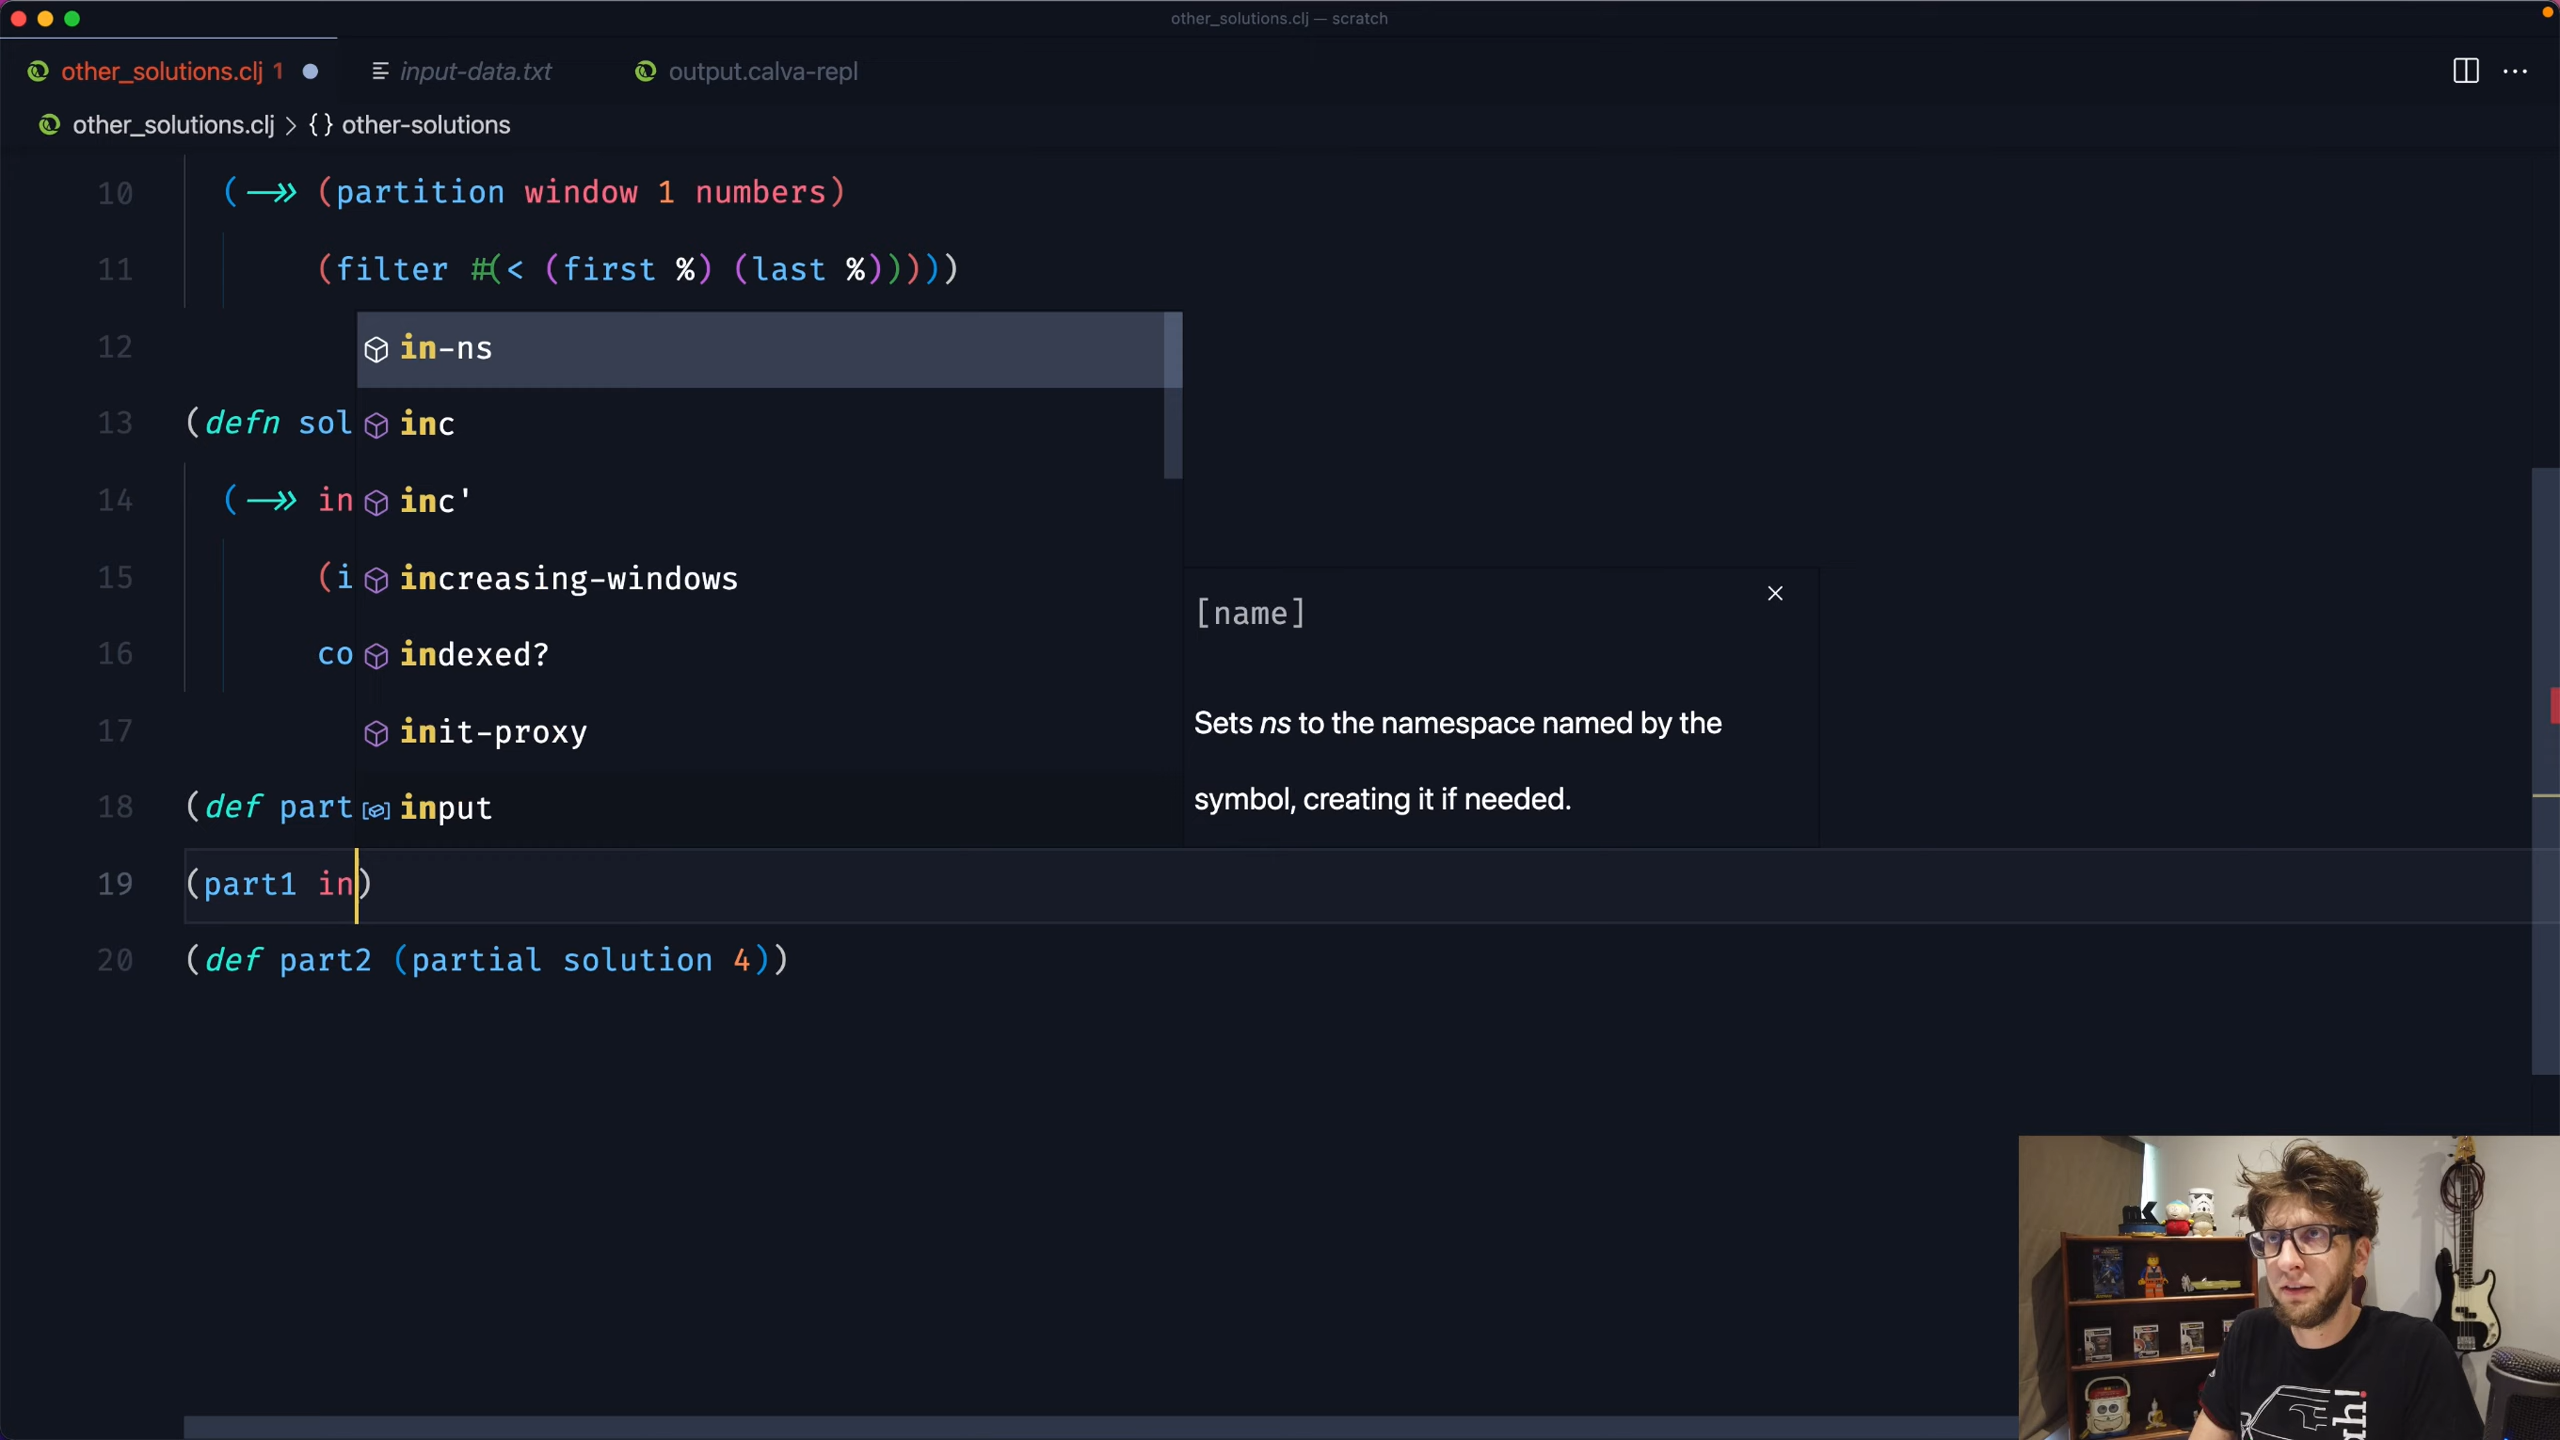 other_solutions.clj — scratch
other_solutions.clj 1
input-data.txt
output.calva-repl
other_solutions.clj > {} other-solutions
10 (->> (partition window 1 numbers)
11 (filter #(< (first %) (last %)))))
12
in-ns
13 (defn sol
inc
14 (->> in
inc'
15 (i
increasing-windows
16 co
indexed?
17
init-proxy
18 (def part
input
[name]
Sets ns to the namespace named by the
symbol, creating it if needed.
19 (part1 in)
20 (def part2 (partial solution 4))
ah!